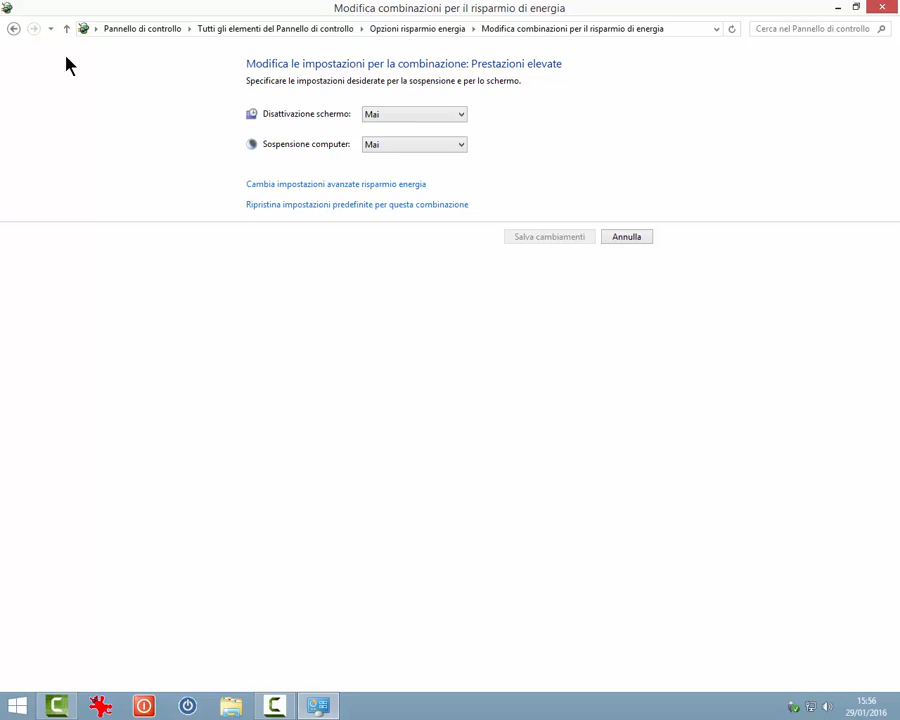 Modifica combinazioni per il risparmio di energia
Pannello di controllo Tutti gli elementi del Pannello di controllo Opzioni risparmio energia Modifica combinazioni per il risparmio di energia Cerca nel Pannello di controllo
Modifica le impostazioni per la combinazione: Prestazioni elevate
Specificare le impostazioni desiderate per la sospensione e per lo schermo.
Disattivazione schermo: Mai
Sospensione computer: Mai
Cambia impostazioni avanzate risparmio energia
Ripristina impostazioni predefinite per questa combinazione
Salva cambiamenti Annulla
15:56
29/01/2016